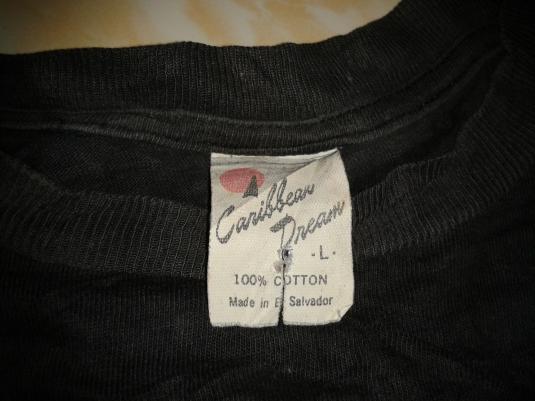 Caribbean
Dream
- L -
100% COTTON
Made in El Salvador